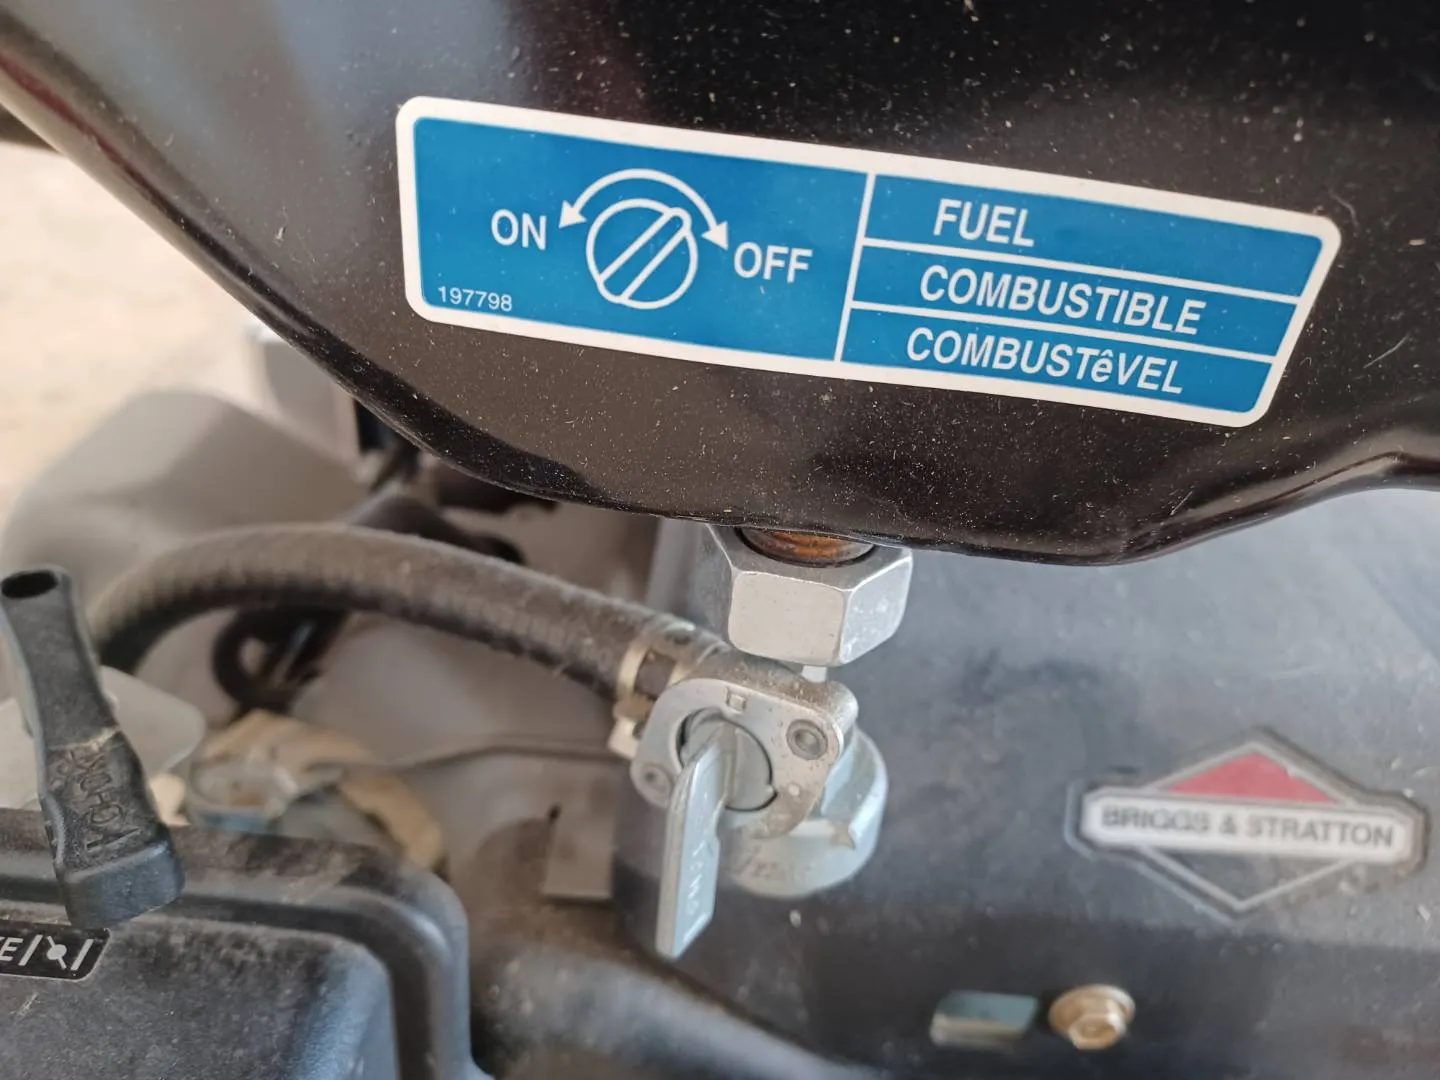 ON
OFF
197798
FUEL
COMBUSTIBLE
COMBUSTêVEL
BRIGGS & STRATTON